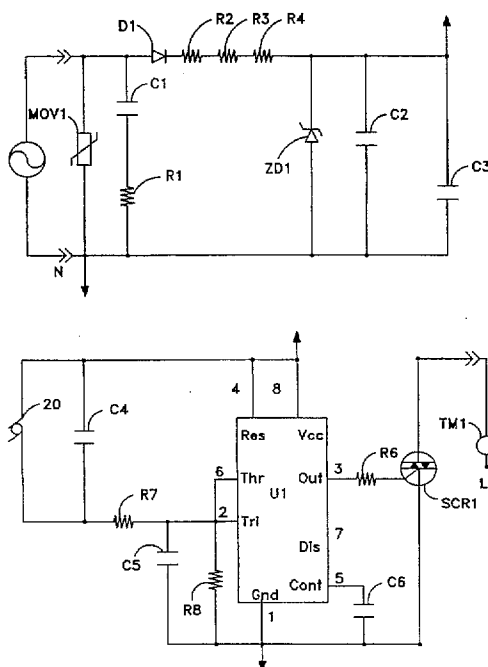 D1 R2 R3 R4
MOV1
C1
C2
R1
ZD1
C3
N
20
C4
4 8
TM1
Res Vcc
R6
R7
6 Thr Out 3
U1
L
SCR1
2 Tri
7
Dis
C5
Cont 5
C6
R8
Gnd
1